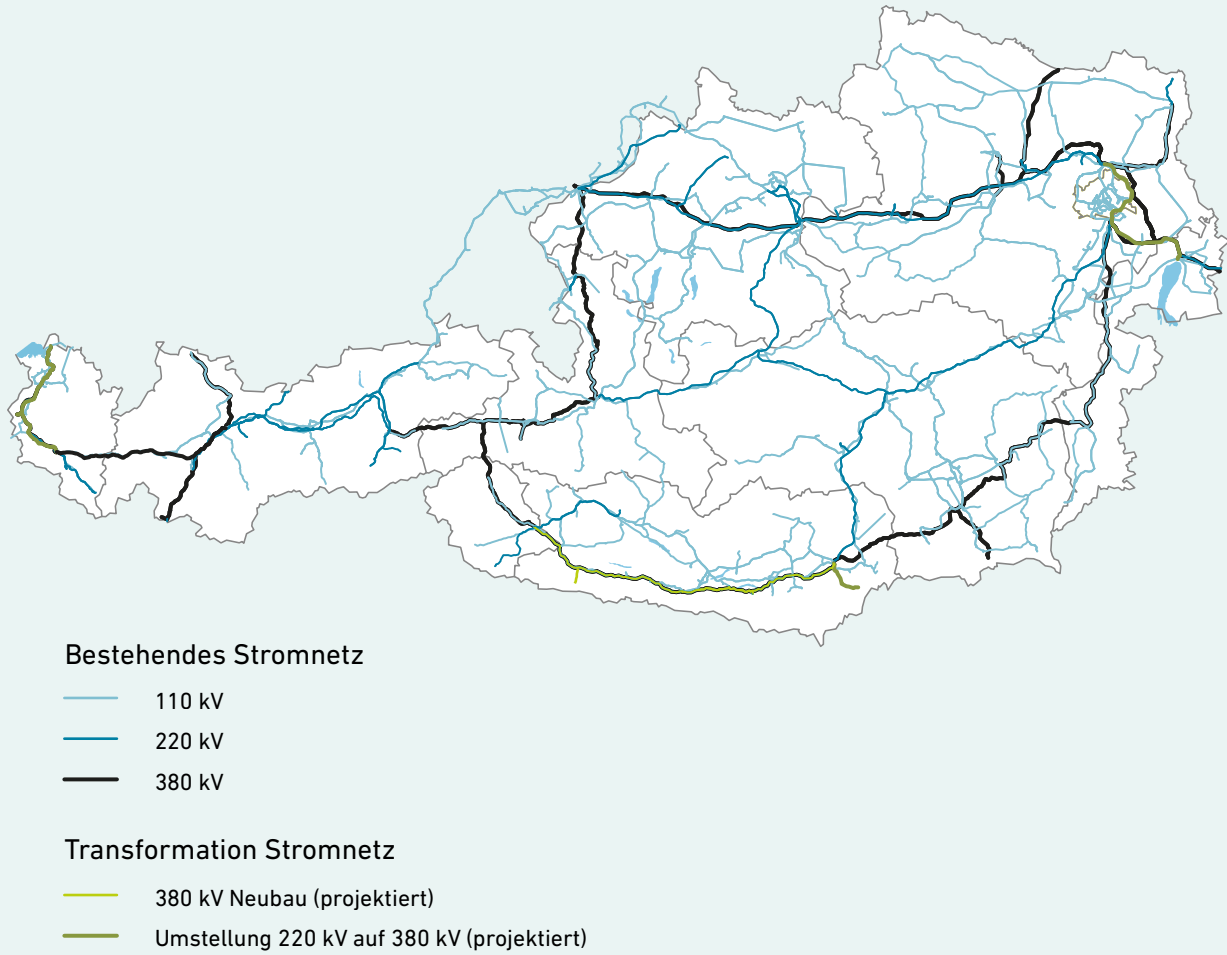 Bestehendes Stromnetz
110 kV
220 kV
380 kV
Transformation Stromnetz
380 kV Neubau (projektiert)
Umstellung 220 kV auf 380 kV (projektiert)